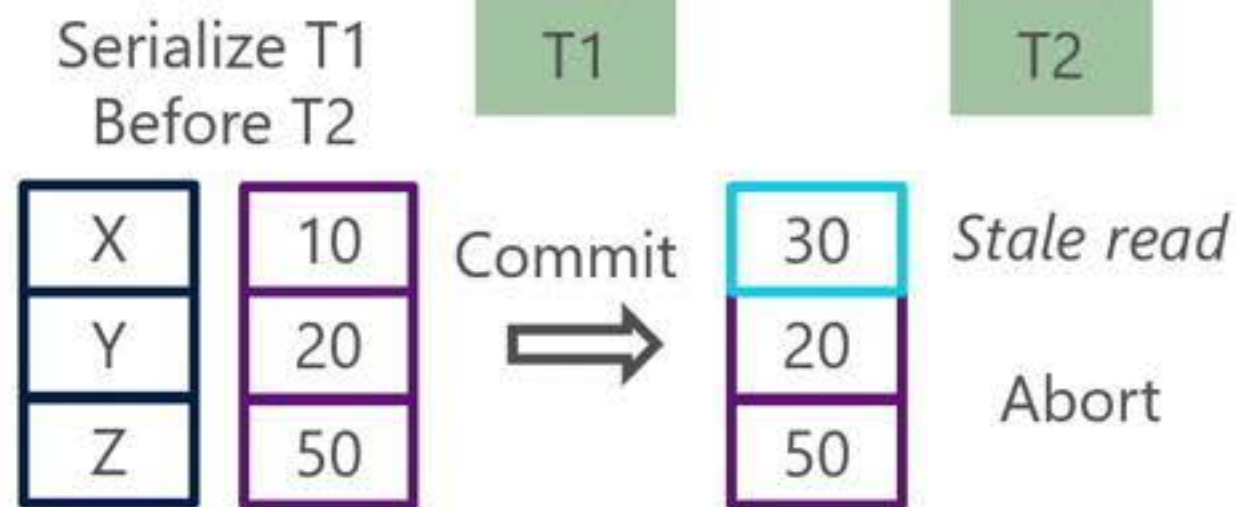 Serialize T1
Before T2
T1
T2
X
10
Commit
30
Stale read
Y
20
20
Abort
Z
50
50